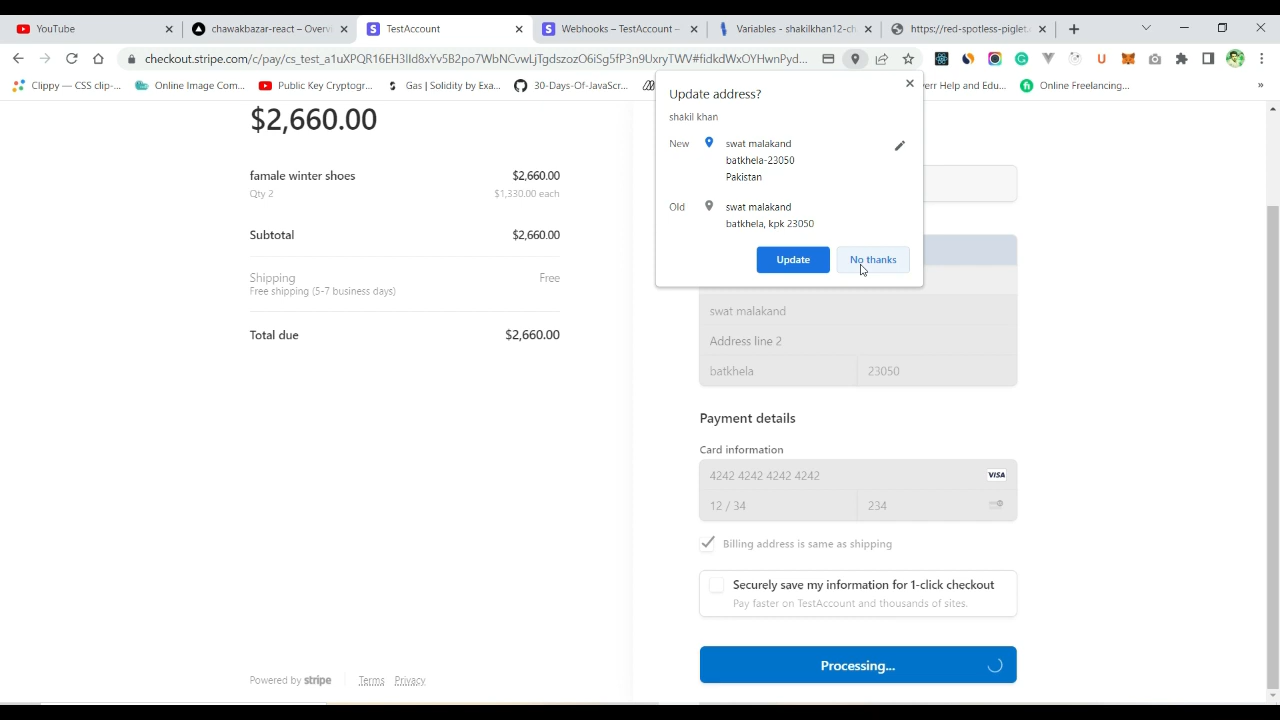 YouTube
chawakbazar-react – Overvi
TestAccount
Webhooks – TestAccount –
Variables - shakilkhan12-ch
https://red-spotless-piglet.
Clippy — CSS clip-...
Online Image Com...
Public Key Cryptogr...
Gas | Solidity by Exa...
30-Days-Of-JavaScr...
verr Help and Edu...
Online Freelancing...
»
$2,660.00
famale winter shoes
$2,660.00
Qty 2
$1,330.00 each
Subtotal
$2,660.00
Shipping
Free
Free shipping (5-7 business days)
Total due
$2,660.00
Powered by stripe
Terms
Privacy
Update address?
shakil khan
New
swat malakand
batkhela-23050
Pakistan
Old
swat malakand
batkhela, kpk 23050
Update
No thanks
swat malakand
Address line 2
batkhela
23050
Payment details
Card information
4242 4242 4242 4242
VISA
12 / 34
234
Billing address is same as shipping
Securely save my information for 1-click checkout
Pay faster on TestAccount and thousands of sites.
Processing...